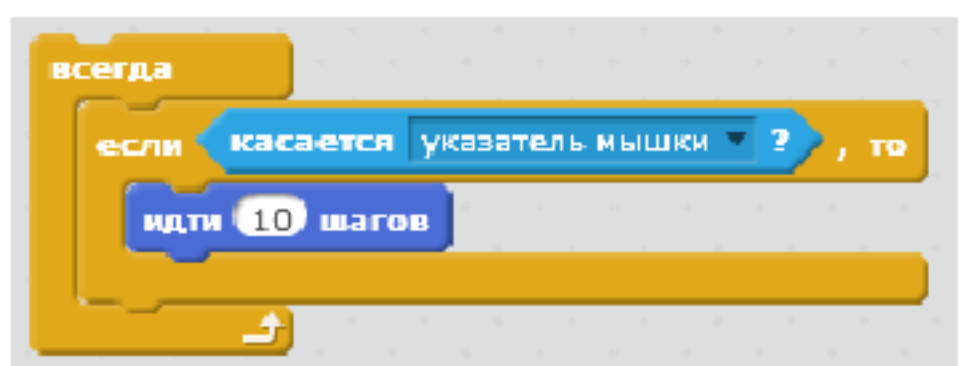 всегда
если касается указатель мышки ? , то
идти 10 шагов